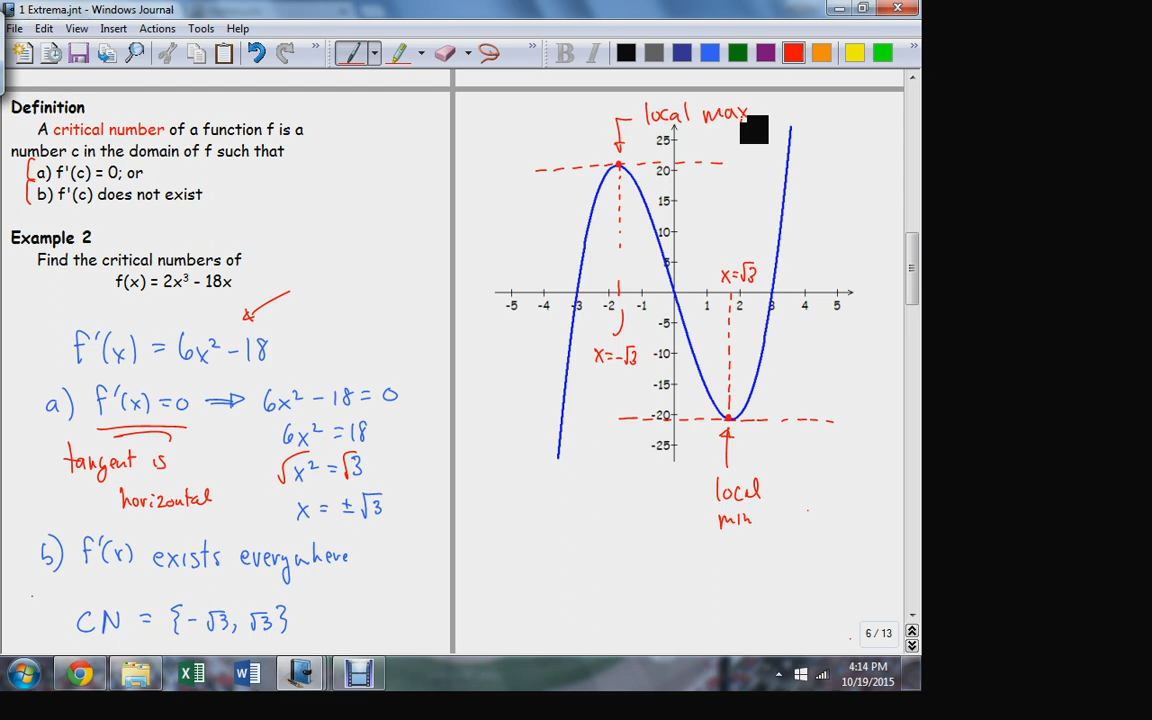 1 Extrema.jnt - Windows Journal
File Edit View Insert Actions Tools Help
B I
Definition
A critical number of a function f is a
number c in the domain of f such that
a) f'(c) = 0; or
b) f'(c) does not exist
Example 2
Find the critical numbers of
f(x) = 2x³ - 18x
f'(x) = 6x² - 18
a) f'(x) = 0 ⇒ 6x² - 18 = 0
6x² = 18
√x² = √3
x = ±√3
tangent is
horizontal
b) f'(x) exists everywhere
CN = {-√3, √3}
local max
25
20
15
10
5
x=√3
-5 -4 -3 -2 -1 1 2 3 4 5
-5
x=-√3
-10
-15
-20
-25
local
min
6 / 13
4:14 PM
10/19/2015